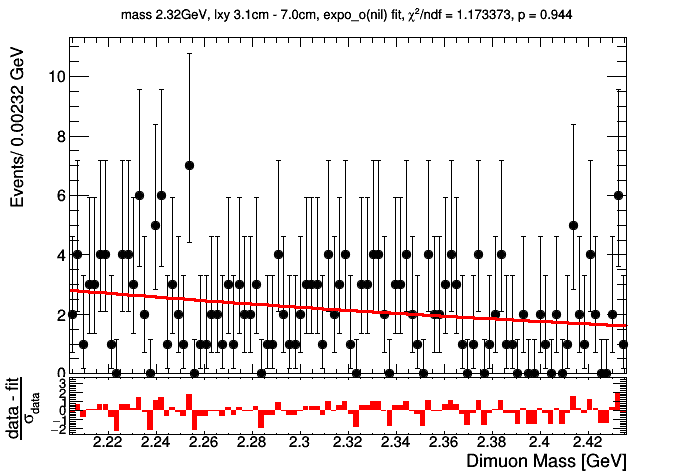 mass 2.32GeV, lxy 3.1cm - 7.0cm, expo_o(nil) fit, χ²/ndf = 1.173373, p = 0.944
Events/ 0.00232 GeV
10
8
6
4
2
0
data - fit
σdata
3
2
1
0
−1
−2
2.22 2.24 2.26 2.28 2.3 2.32 2.34 2.36 2.38 2.4 2.42
Dimuon Mass [GeV]